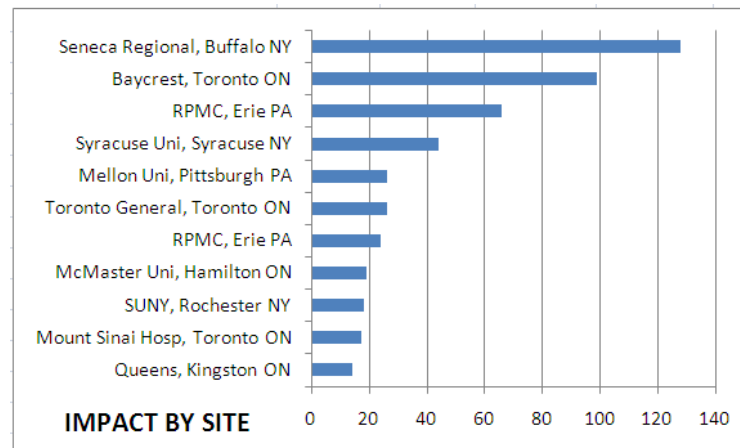 Seneca Regional, Buffalo NY
Baycrest, Toronto ON
RPMC, Erie PA
Syracuse Uni, Syracuse NY
Mellon Uni, Pittsburgh PA
Toronto General, Toronto ON
RPMC, Erie PA
McMaster Uni, Hamilton ON
SUNY, Rochester NY
Mount Sinai Hosp, Toronto ON
Queens, Kingston ON
IMPACT BY SITE
0 20 40 60 80 100 120 140